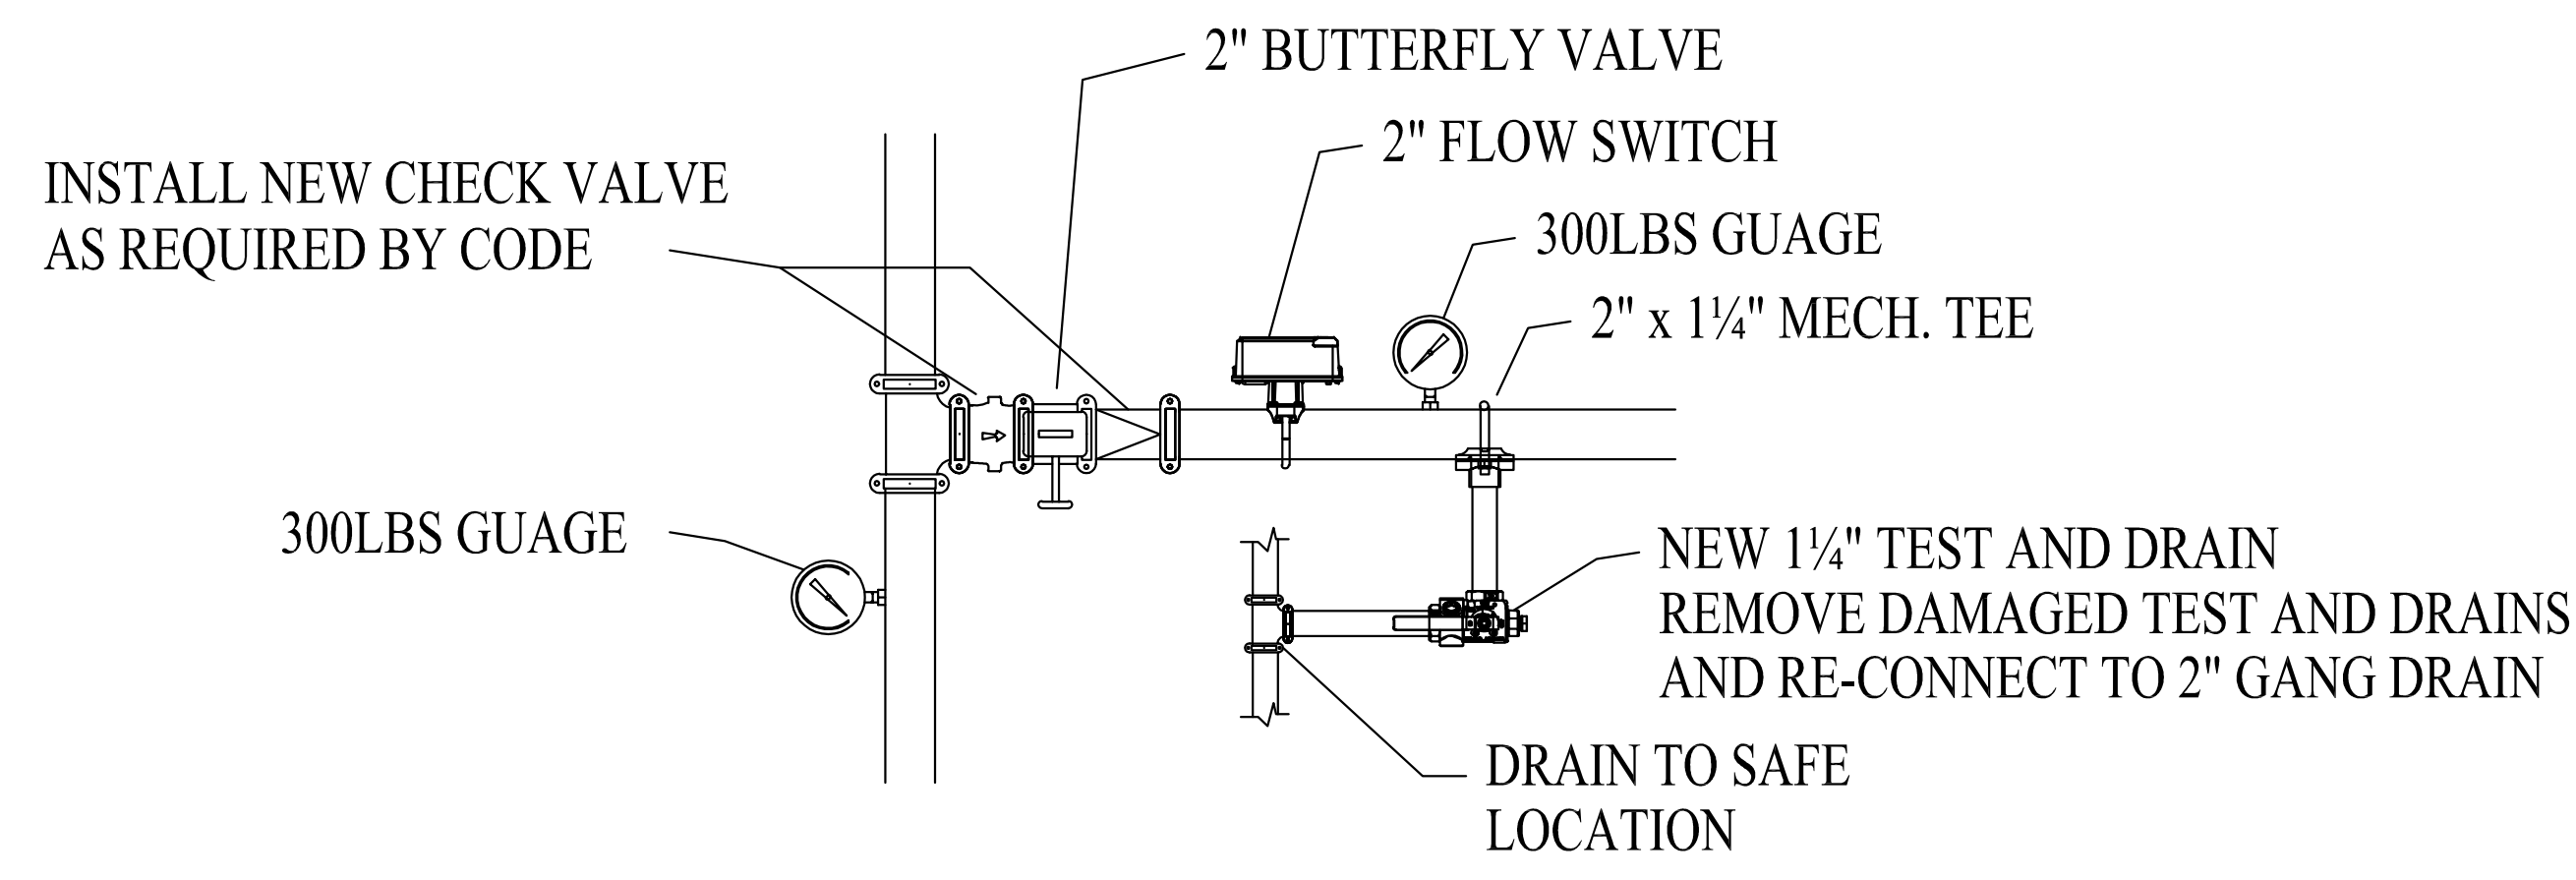 2" BUTTERFLY VALVE
2" FLOW SWITCH
INSTALL NEW CHECK VALVE
AS REQUIRED BY CODE
300LBS GUAGE
2" x 1¼" MECH. TEE
300LBS GUAGE
NEW 1¼" TEST AND DRAIN
REMOVE DAMAGED TEST AND DRAINS
AND RE-CONNECT TO 2" GANG DRAIN
DRAIN TO SAFE
LOCATION